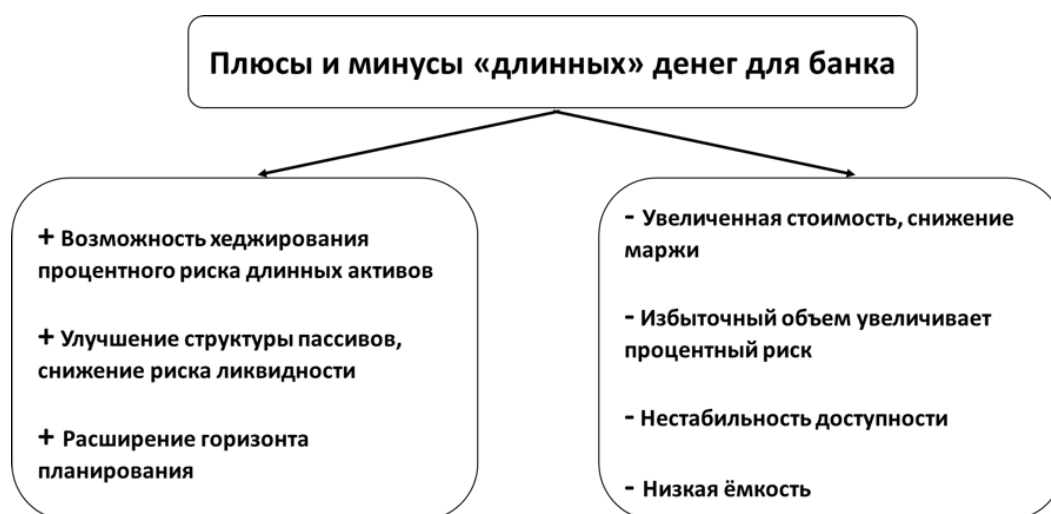 Плюсы и минусы «длинных» денег для банка
+ Возможность хеджирования
процентного риска длинных активов
+ Улучшение структуры пассивов,
снижение риска ликвидности
+ Расширение горизонта
планирования
- Увеличенная стоимость, снижение
маржи
- Избыточный объем увеличивает
процентный риск
- Нестабильность доступности
- Низкая ёмкость